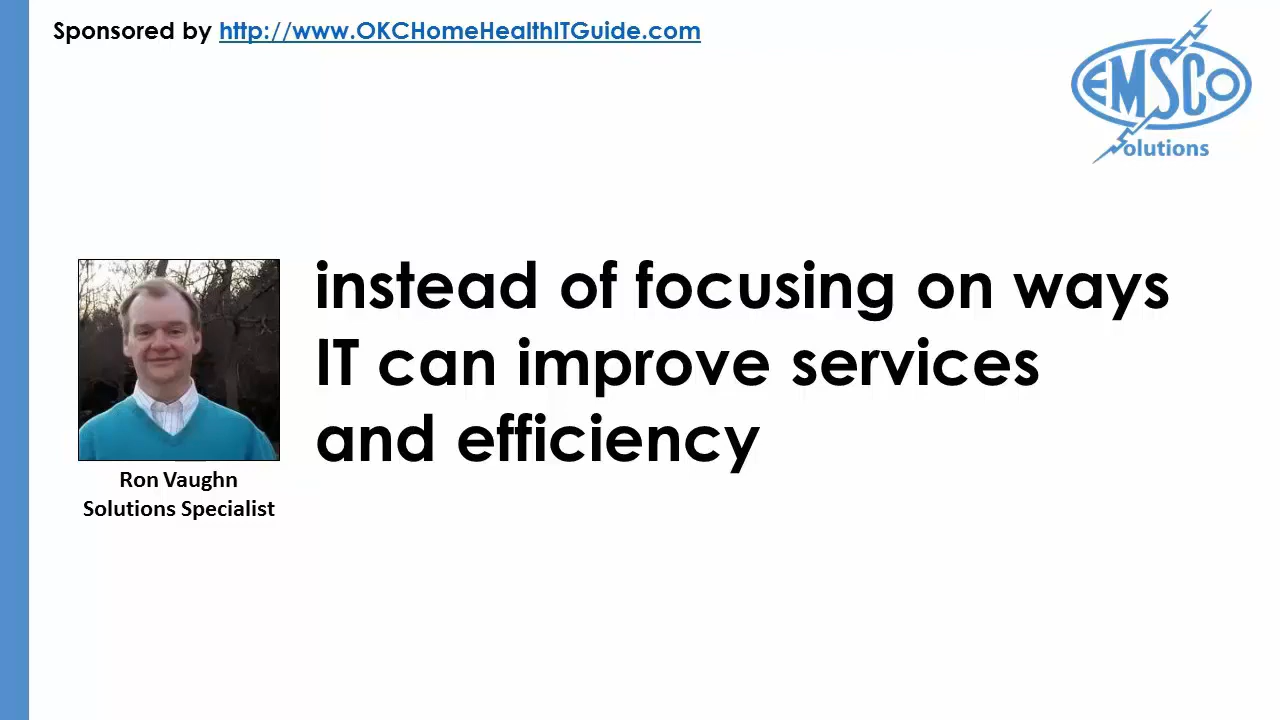 Sponsored by http://www.OKCHomeHealthITGuide.com
EMSCO
Solutions
instead of focusing on ways
IT can improve services
and efficiency
Ron Vaughn
Solutions Specialist